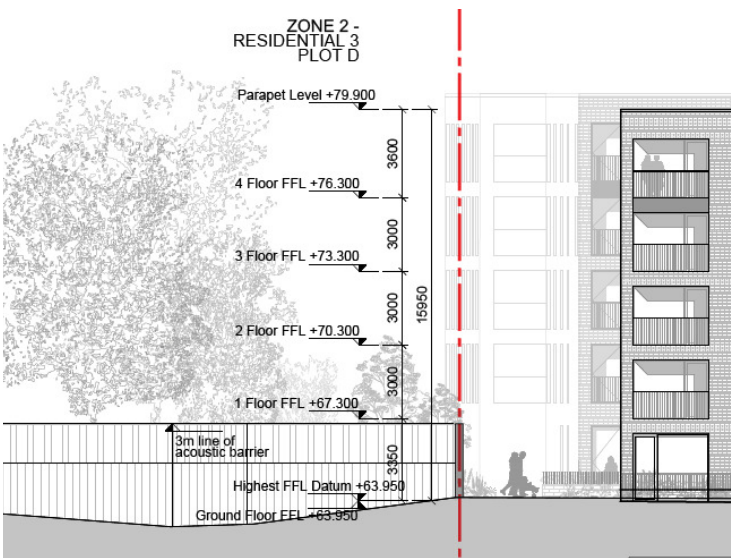 ZONE 2 -
RESIDENTIAL 3
PLOT D
Parapet Level +79.900
3600
4 Floor FFL +76.300
3000
3 Floor FFL +73.300
3000
15950
2 Floor FFL +70.300
3000
1 Floor FFL +67.300
3m line of
acoustic barrier
3350
Highest FFL Datum +63.950
Ground Floor FFL +63.950